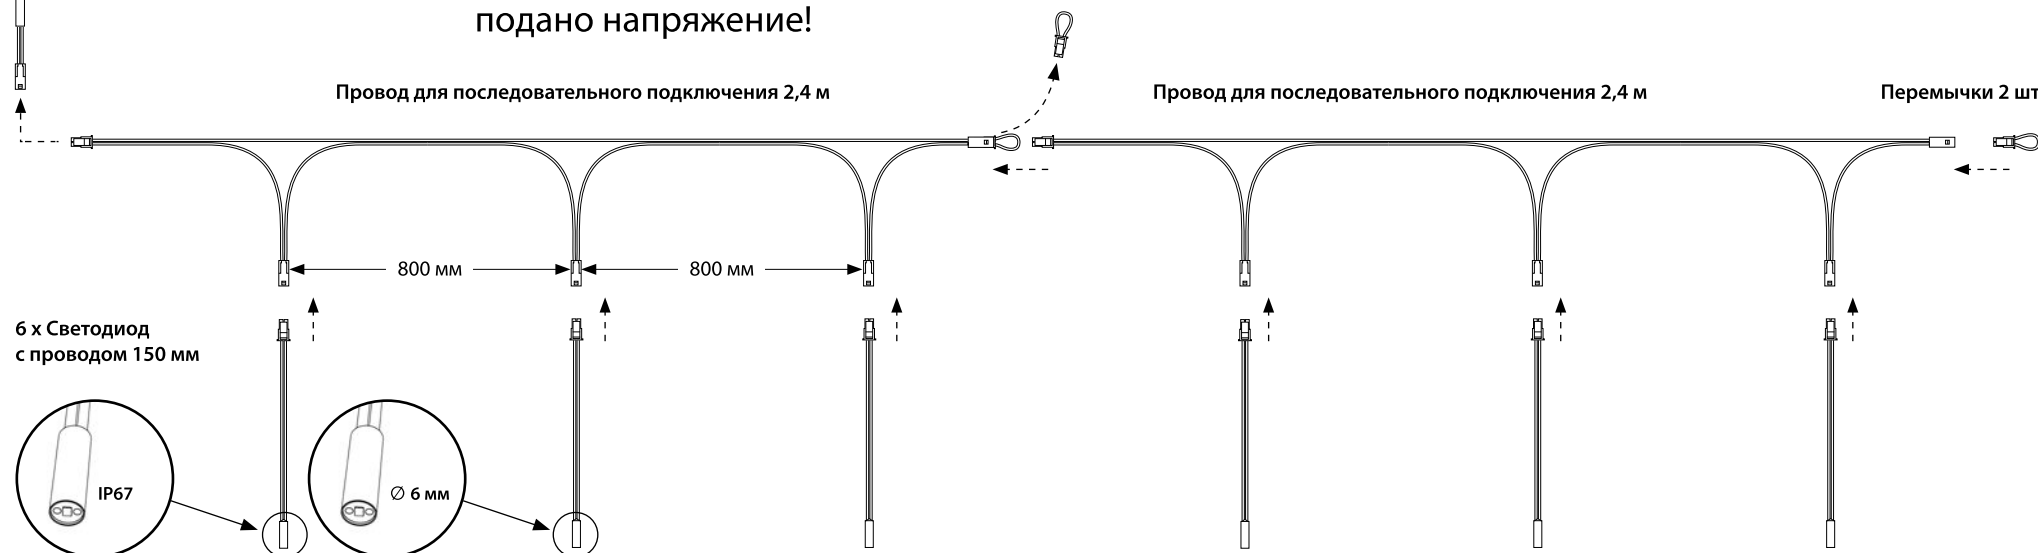 подано напряжение!
Провод для последовательного подключения 2,4 м
Провод для последовательного подключения 2,4 м
Перемычки 2 шт
800 мм
800 мм
6 x Светодиод
с проводом 150 мм
IP67
∅ 6 мм